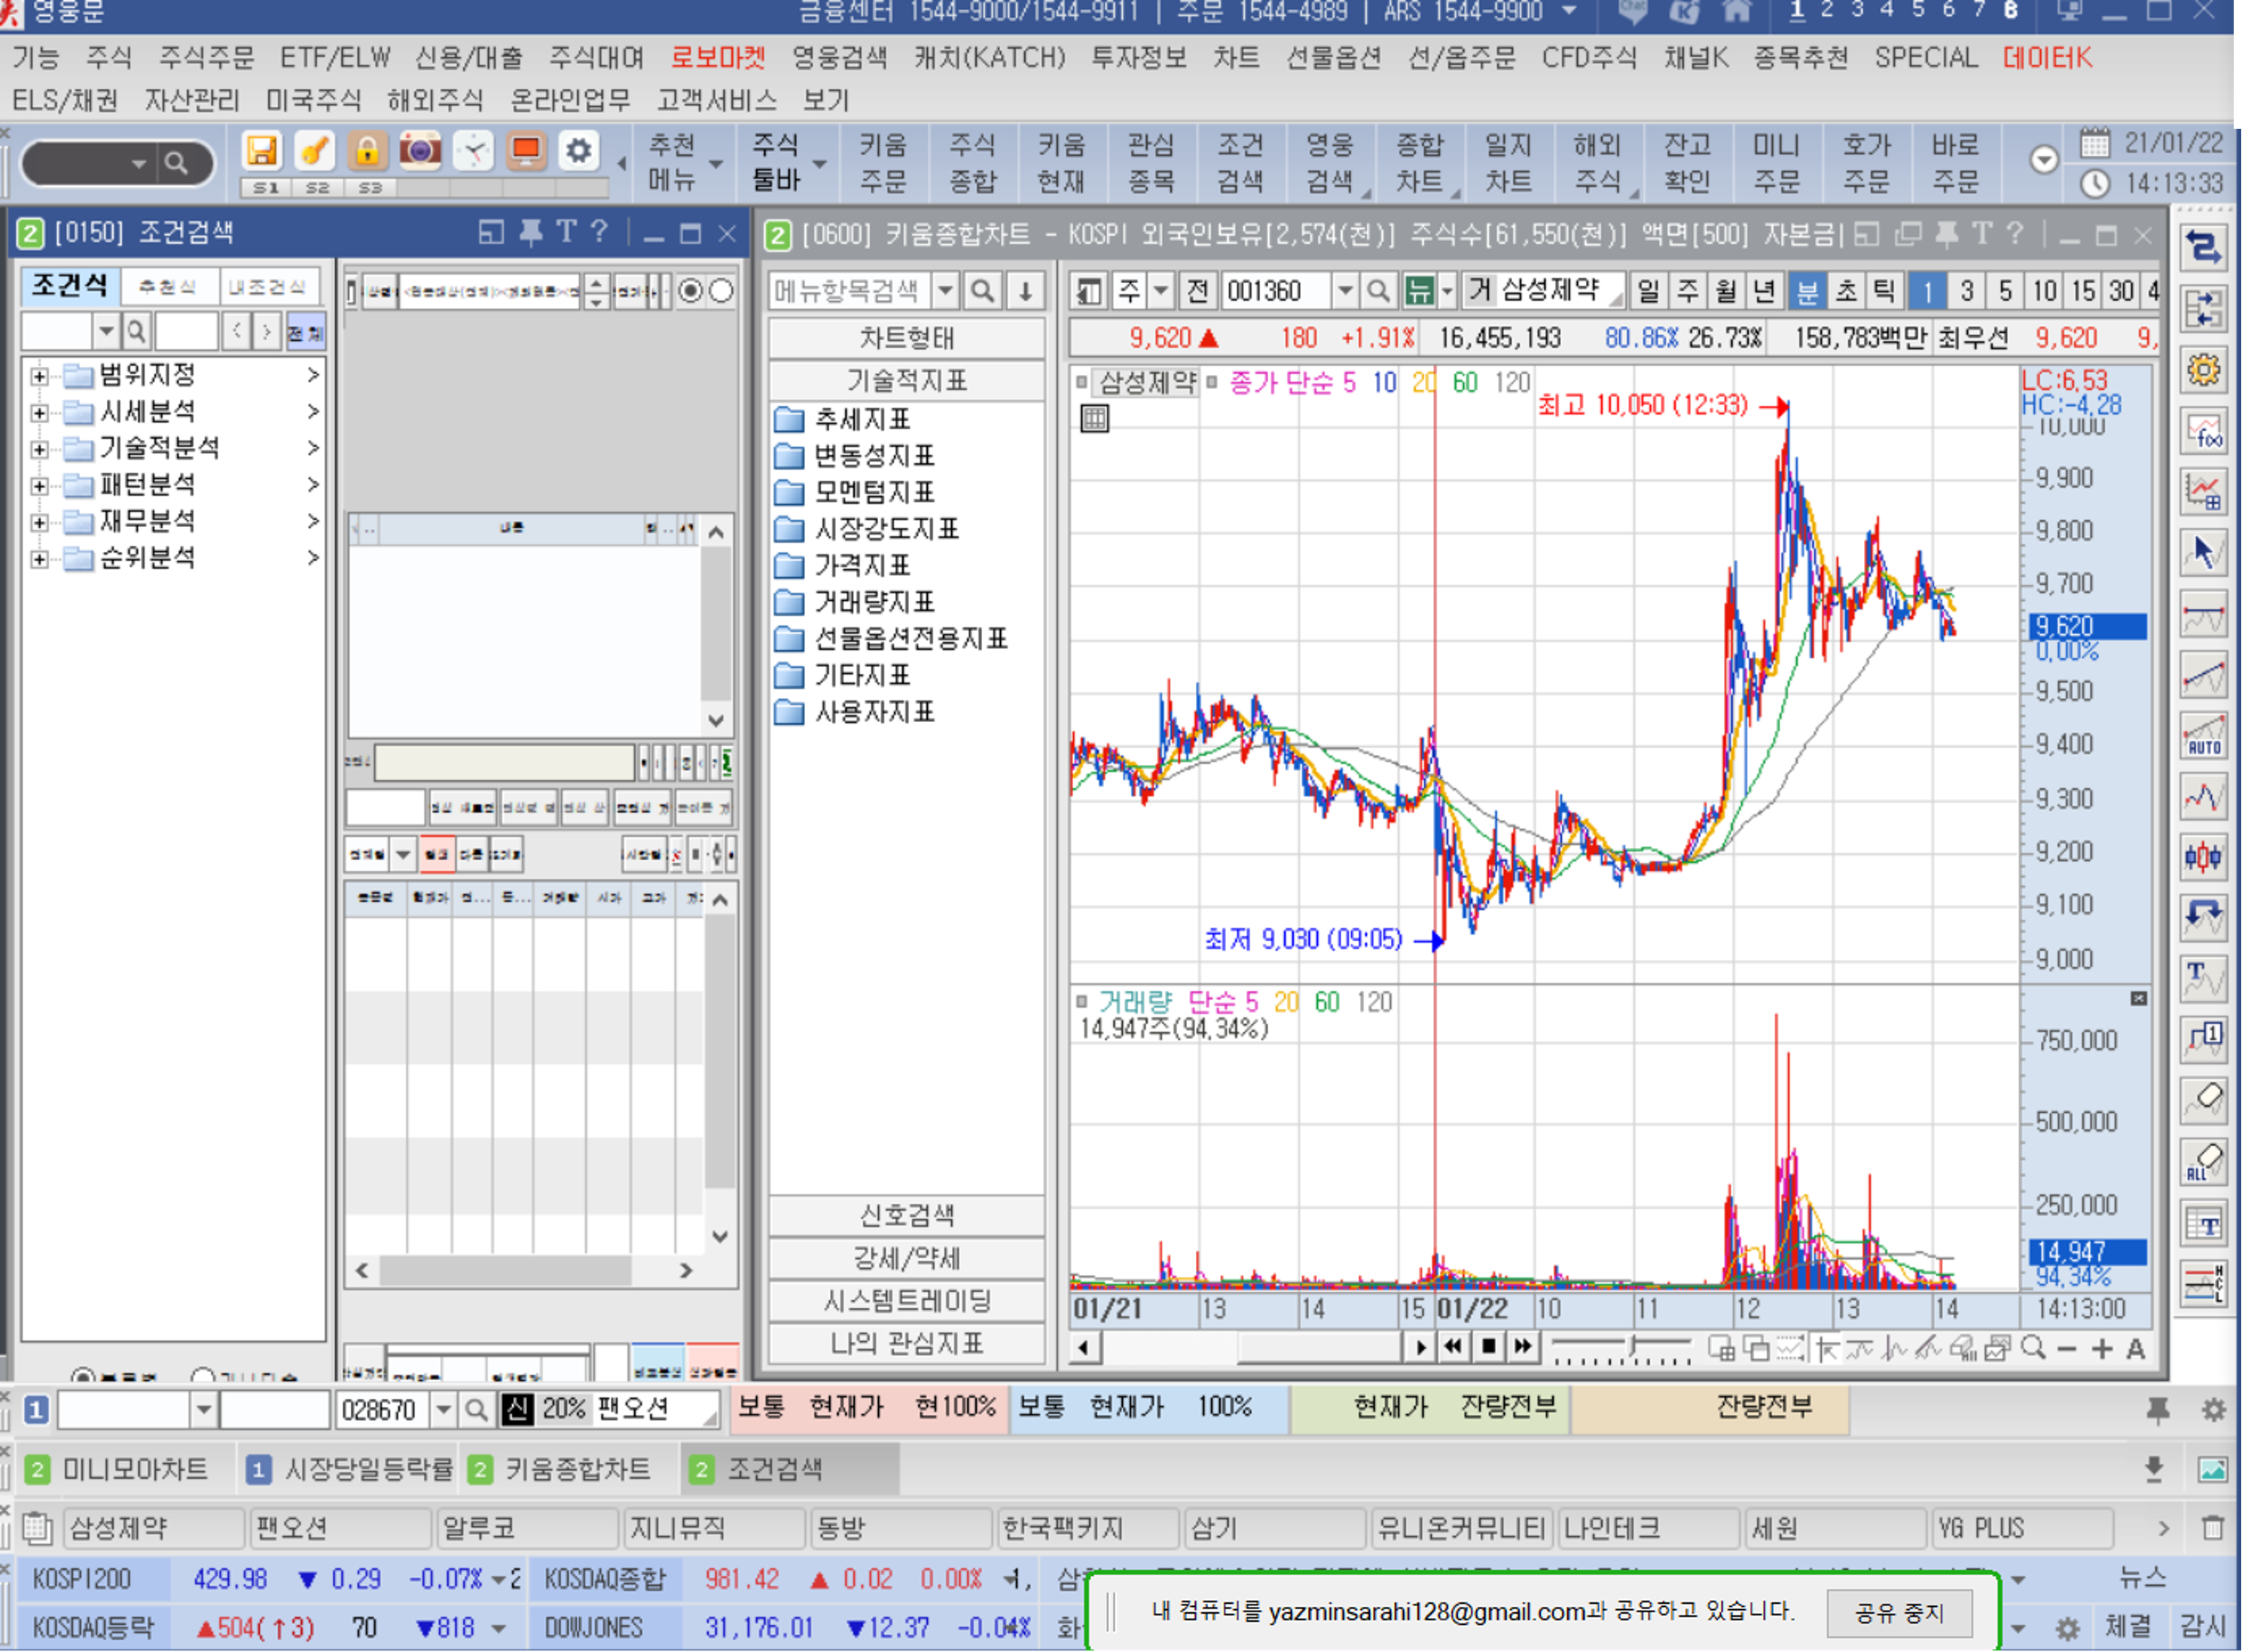 영웅문 금융센터 1544-9000/1544-9911 | 주문 1544-4989 | ARS 1544-9900 1 2 3 4 5 6 7 8
기능 주식 주식주문 ETF/ELW 신용/대출 주식대여 로보마켓 영웅검색 캐치(KATCH) 투자정보 차트 선물옵션 선/옵주문 CFD주식 채널K 종목추천 SPECIAL 데이터K
ELS/채권 자산관리 미국주식 해외주식 온라인업무 고객서비스 보기
추천 주식 키움 주식 키움 관심 조건 영웅 종합 일지 해외 잔고 미니 호가 바로 21/01/22
메뉴 툴바 주문 종합 현재 종목 검색 검색 차트 차트 주식 확인 주문 주문 주문 14:13:33
S1 S2 S3
2 [0150] 조건검색 T ?
2 [0600] 키움종합차트 - KOSPI 외국인보유[2,574(천)] 주식수[61,550(천)] 액면[500] 자본금 T ?
조건식 추천식 내조건식
전체
범위지정 >
시세분석 >
기술적분석 >
패턴분석 >
재무분석 >
순위분석 >
메뉴항목검색
차트형태
기술적지표
추세지표
변동성지표
모멘텀지표
시장강도지표
가격지표
거래량지표
선물옵션전용지표
기타지표
사용자지표
신호검색
강세/약세
시스템트레이딩
나의 관심지표
주 전 001360 뉴 거 삼성제약 일 주 월 년 분 초 틱 1 3 5 10 15 30 4
9,620 ▲ 180 +1.91% 16,455,193 80.86% 26.73% 158,783백만 최우선 9,620 9,
삼성제약 종가 단순 5 10 20 60 120
최고 10,050 (12:33)
LC:6,53
HC:-4,28
10,000
9,900
9,800
9,700
9,620
0,00%
9,500
9,400
9,300
9,200
9,100
9,000
최저 9,030 (09:05)
거래량 단순 5 20 60 120
14,947주(94,34%)
750,000
500,000
250,000
14,947
94,34%
01/21 13 14 15 01/22 10 11 12 13 14 14:13:00
A
f(x)
AUTO
T
1
ALL
T
H
C
L
1 028670 신 20% 팬오션 보통 현재가 현100% 보통 현재가 100% 현재가 잔량전부 잔량전부
2 미니모아차트 1 시장당일등락률 2 키움종합차트 2 조건검색
삼성제약 팬오션 알루코 지니뮤직 동방 한국팩키지 삼기 유니온커뮤니티 나인테크 세원 YG PLUS >
KOSPI200 429.98 ▼ 0.29 -0.07% 2 KOSDAQ종합 981.42 ▲ 0.02 0.00% 뉴스
KOSDAQ등락 ▲504(↑3) 70 ▼818 DOWJONES 31,176.01 ▼12.37 -0.04% 체결 감시
내 컴퓨터를 yazminsarahi128@gmail.com과 공유하고 있습니다. 공유 중지